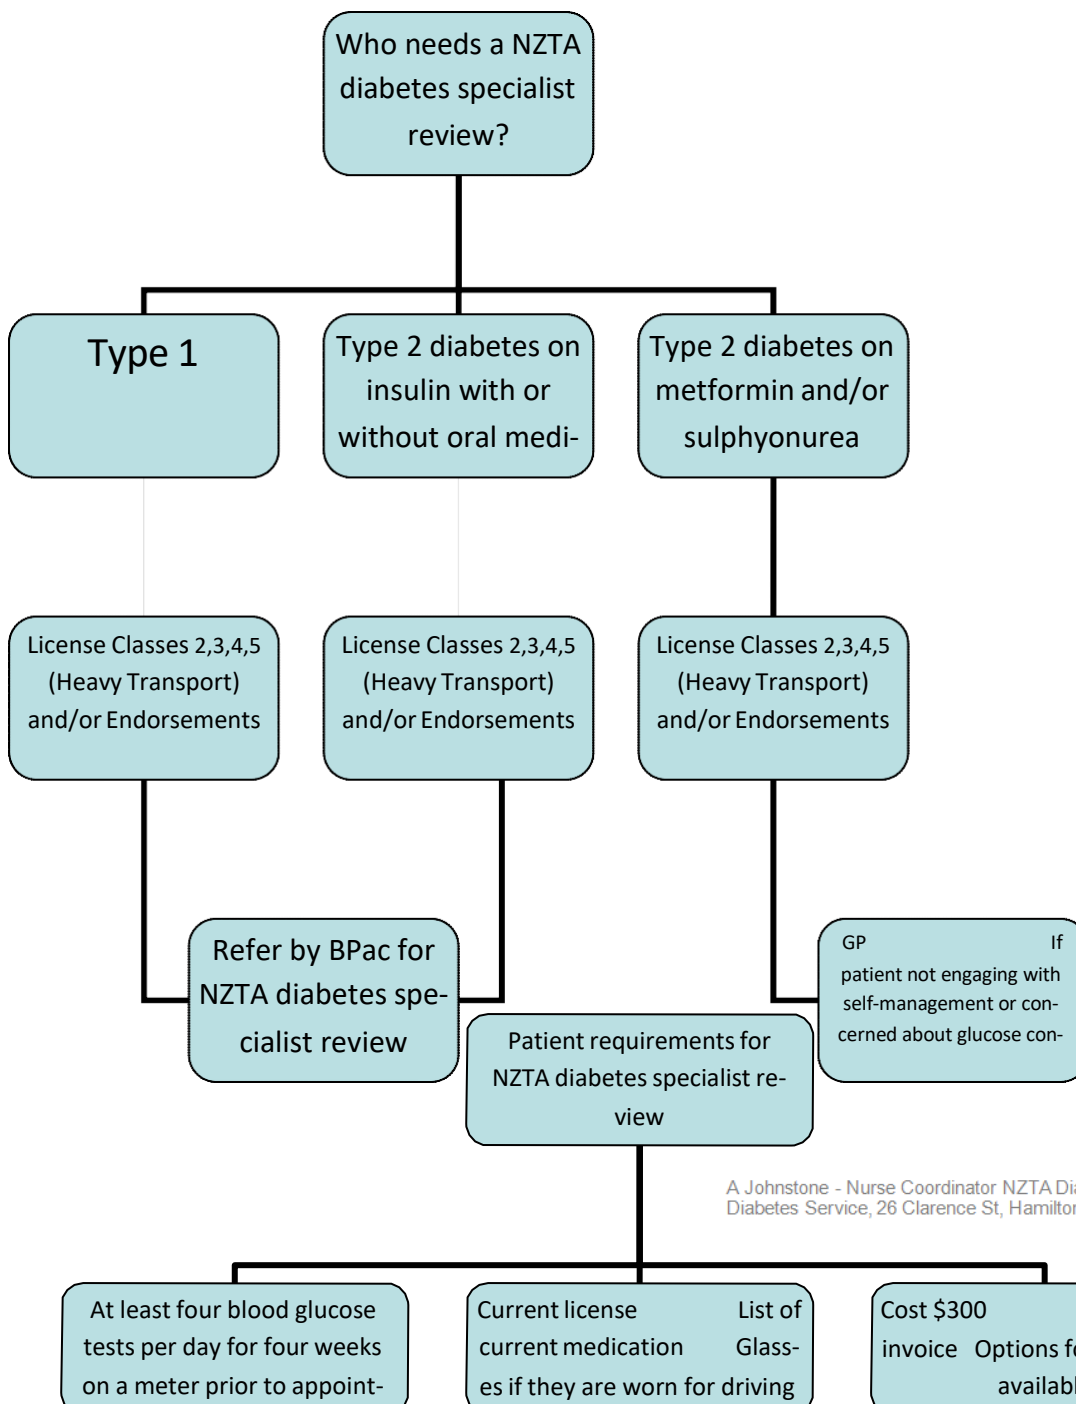 Who needs a NZTA
diabetes specialist
review?
Type 1
Type 2 diabetes on
insulin with or
without oral medi-
Type 2 diabetes on
metformin and/or
sulphyonurea
License Classes 2,3,4,5
(Heavy Transport)
and/or Endorsements
License Classes 2,3,4,5
(Heavy Transport)
and/or Endorsements
License Classes 2,3,4,5
(Heavy Transport)
and/or Endorsements
Refer by BPac for
NZTA diabetes spe-
cialist review
GP If
patient not engaging with
self-management or con-
cerned about glucose con-
Patient requirements for
NZTA diabetes specialist re-
view
A Johnstone - Nurse Coordinator NZTA Dia
Diabetes Service, 26 Clarence St, Hamilton
At least four blood glucose
tests per day for four weeks
on a meter prior to appoint-
Current license List of
current medication Glass-
es if they are worn for driving
Cost $300
invoice Options fo
availabl